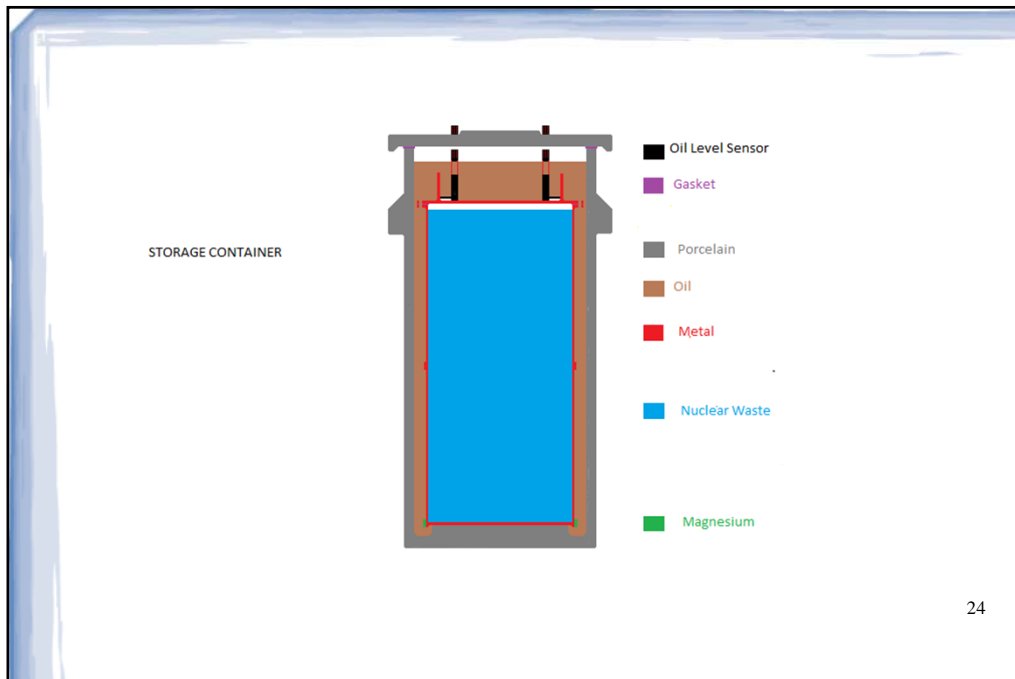 Oil Level Sensor
Gasket
STORAGE CONTAINER
Porcelain
Oil
Metal
Nuclear Waste
Magnesium
24